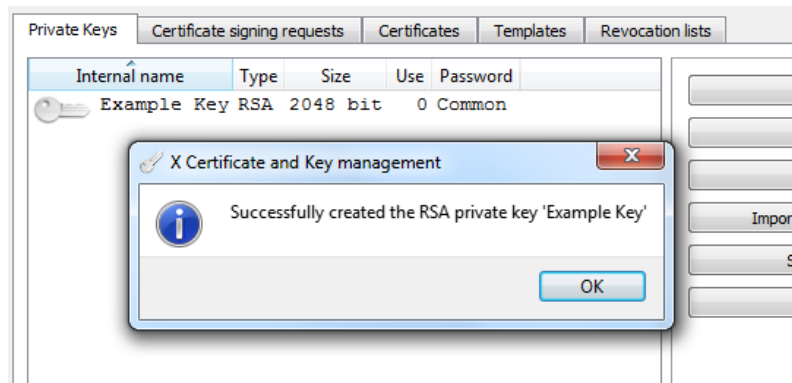 Private Keys Certificate signing requests Certificates Templates Revocation lists
Internal name Type Size Use Password
Example Key RSA 2048 bit 0 Common
X Certificate and Key management
Successfully created the RSA private key 'Example Key'
OK